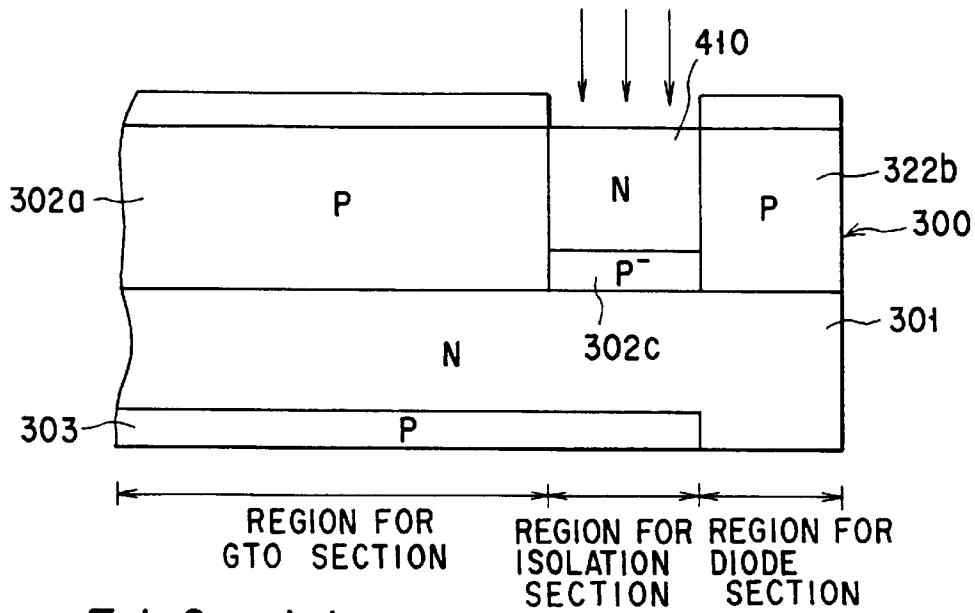 410
302a
P
N
P
322b
300
P⁻
302c
301
N
303
P
REGION FOR
GTO SECTION
REGION FOR
ISOLATION
SECTION
REGION FOR
DIODE
SECTION